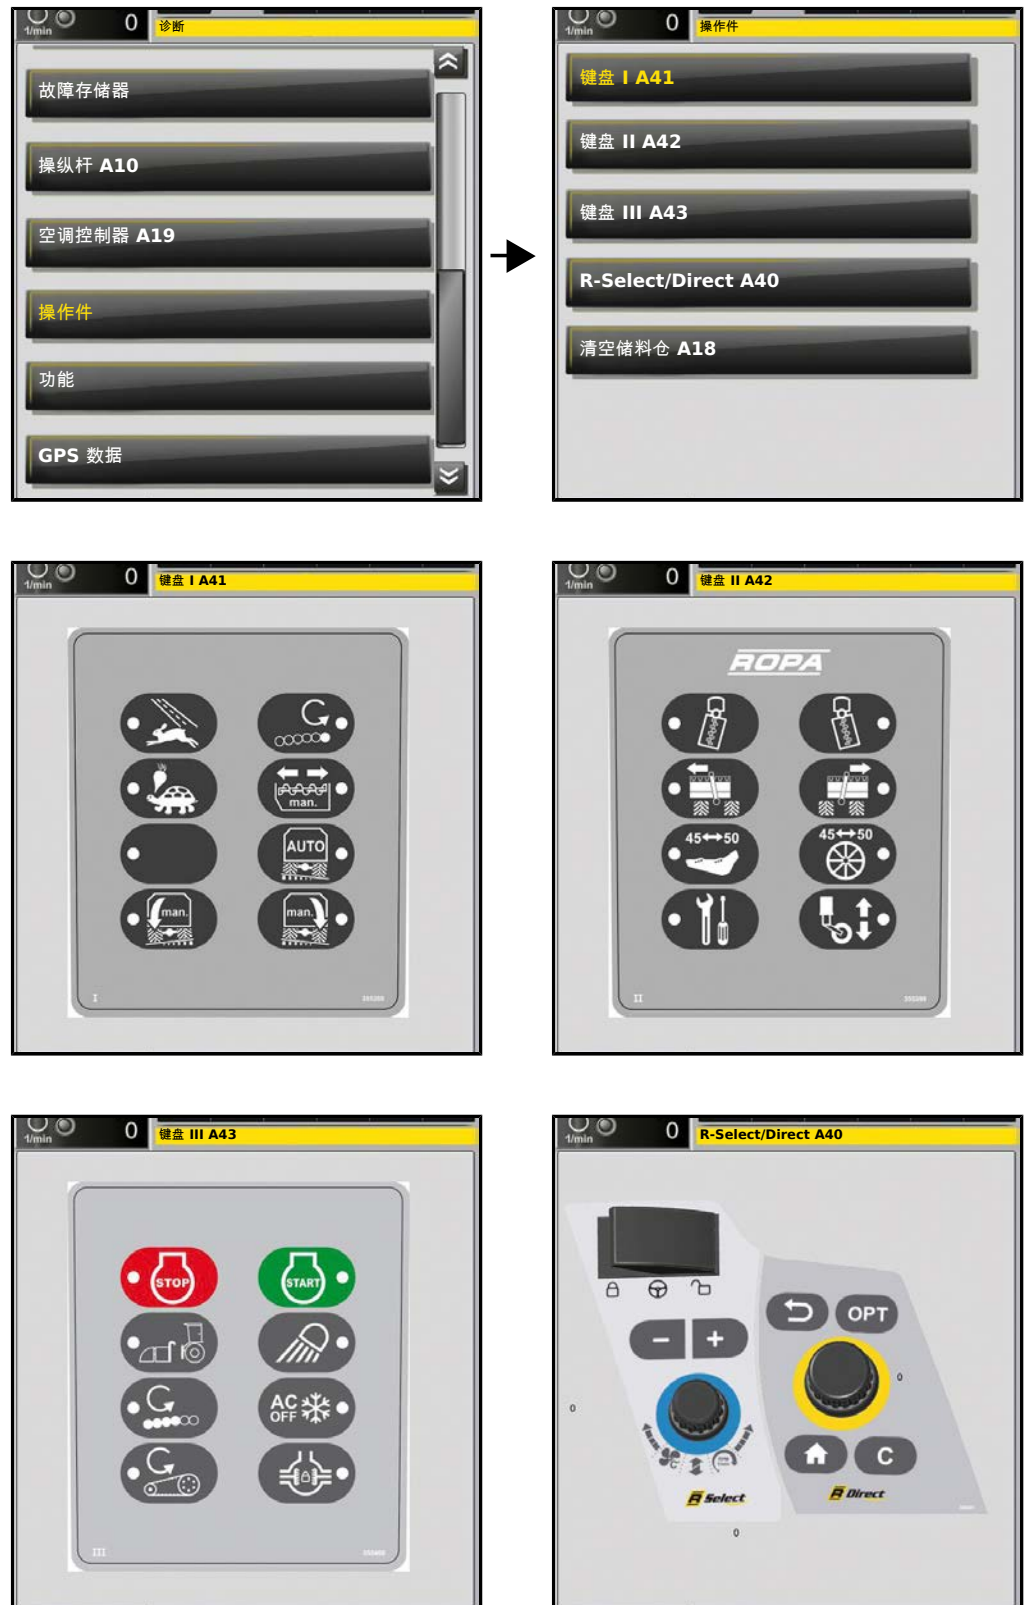 1/min 0 诊断
故障存储器
操纵杆 A10
空调控制器 A19
操作件
功能
GPS 数据
1/min 0 操作件
键盘 I A41
键盘 II A42
键盘 III A43
R-Select/Direct A40
清空储料仓 A18
1/min 0 键盘 I A41
man.
AUTO
man. man.
I
1/min 0 键盘 II A42
ROPA
45↔50 45↔50
II
1/min 0 键盘 III A43
STOP START
AC
OFF
III
1/min 0 R-Select/Direct A40
OPT
− +
0
0
C
R Select R Direct
0